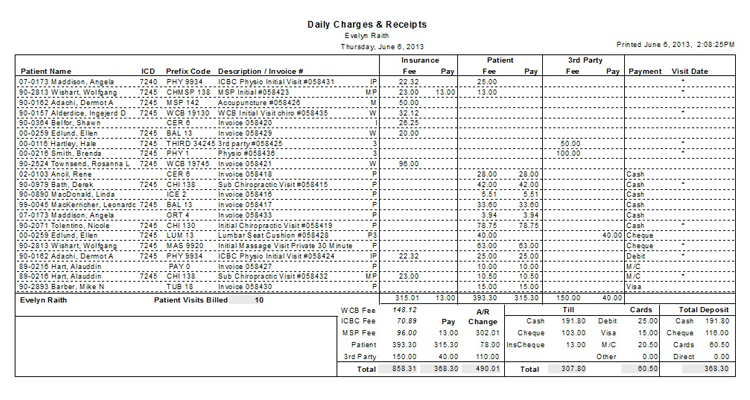 Daily Charges & Receipts
Evelyn Raith
Thursday, June 6, 2013
Printed June 6, 2013, 2:08:25PM
Insurance Patient 3rd Party
Patient Name ICD Prefix Code Description / Invoice # Fee Pay Fee Pay Fee Pay Payment Visit Date
07-0173 Maddison, Angela 7240 PHY 9934 ICBC Physio Initial Visit #058431 IP 22.32 25.00 *
90-2813 Wishart, Wolfgang 7245 CHMSP 138 MSP Initial #058423 MP 23.00 13.00 13.00 *
90-0162 Adachi, Dermot A 7245 MSP 142 Accupuncture #058426 M 50.00
90-0157 Alderdice, Ingejerd D 7245 WCB 19130 WCB Initial Visit chiro #058435 W 32.12 *
90-0364 Belfor, Shawn CER 6 Invoice 058420 I 26.25
00-0259 Edlund, Ellen 7245 BAL 13 Invoice 058429 W 20.00
00-0116 Hartley, Hale 7245 THIRD 34245 3rd party #058425 3 50.00 *
00-0216 Smith, Brenda 7245 PHY 1 Physio #058436 3 100.00 *
90-2524 Townsend, Rosanna L 7245 WCB 19745 Invoice 058421 W 96.00
02-0103 Ancil, Rene CER 6 Invoice 058418 P 28.00 28.00 Cash
90-0979 Bath, Derek 7245 CHI 138 Sub Chiropractic Visit #058415 P 42.00 42.00 Cash *
90-0890 MacDonald, Linda ICE 2 Invoice 058416 P 5.51 5.51 Cash
99-0045 MacKerricher, Leonardc 7245 BAL 12 Invoice 058417 P 33.60 33.60 Cash
07-0173 Maddison, Angela ORT 4 Invoice 058433 P 3.94 3.94 Cash
90-2071 Tolentino, Nicole 7245 CHI 130 Initial Chiropractic Visit #058419 P 78.75 78.75 Cash *
00-0259 Edlund, Ellen 7245 LUM 13 Lumbar Seat Cushion #058428 P3 40.00 40.00 Cheque
90-2813 Wishart, Wolfgang 7245 MAS 9920 Initial Massage Visit Private 30 Minute P 63.00 63.00 Cheque *
90-0162 Adachi, Dermot A 7245 PHY 9934 ICBC Physio Initial Visit #058424 IP 22.32 25.00 25.00 Debit *
89-0216 Hart, Alauddin PAY 0 Invoice 058427 P 10.00 10.00 M/C
89-0216 Hart, Alauddin 7245 CHI 138 Sub Chiropractic Visit #058432 MP 23.00 10.50 10.50 M/C *
90-2893 Barber, Mike N TUB 18 Invoice 058430 P 15.00 15.00 Visa
Evelyn Raith Patient Visits Billed 10 315.01 13.00 393.30 315.30 150.00 40.00
WCB Fee 148.12 A/R Till Cards Total Deposit
ICBC Fee 70.89 Pay Change Cash 191.80 Debit 25.00 Cash 191.80
MSP Fee 96.00 13.00 302.01 Cheque 103.00 Visa 15.00 Cheque 116.00
Patient 393.30 315.30 78.00 InsCheque 13.00 M/C 20.50 Cards 60.50
3rd Party 150.00 40.00 110.00 Other 0.00 Direct 0.00
Total 858.31 368.30 490.01 Total 307.80 60.50 368.30